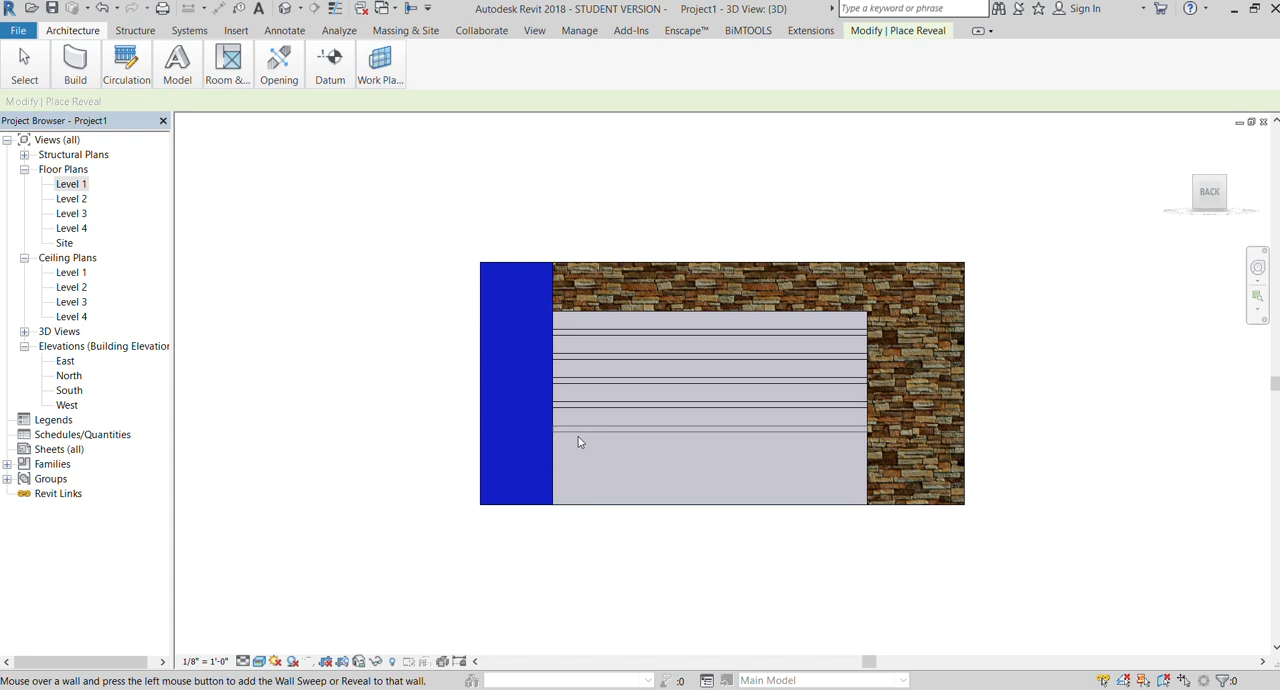 Autodesk Revit 2018 - STUDENT VERSION - Project1 - 3D View: {3D}
Type a keyword or phrase
Sign In
File Architecture Structure Systems Insert Annotate Analyze Massing & Site Collaborate View Manage Add-Ins Enscape™ BiMTOOLS Extensions Modify | Place Reveal
Select Build Circulation Model Room &... Opening Datum Work Pla...
Modify | Place Reveal
Project Browser - Project1
Views (all)
Structural Plans
Floor Plans
Level 1
Level 2
Level 3
Level 4
Site
Ceiling Plans
Level 1
Level 2
Level 3
Level 4
3D Views
Elevations (Building Elevation
East
North
South
West
Legends
Schedules/Quantities
Sheets (all)
Families
Groups
Revit Links
BACK
1/8" = 1'-0"
Mouse over a wall and press the left mouse button to add the Wall Sweep or Reveal to that wall.
:0
Main Model
:0